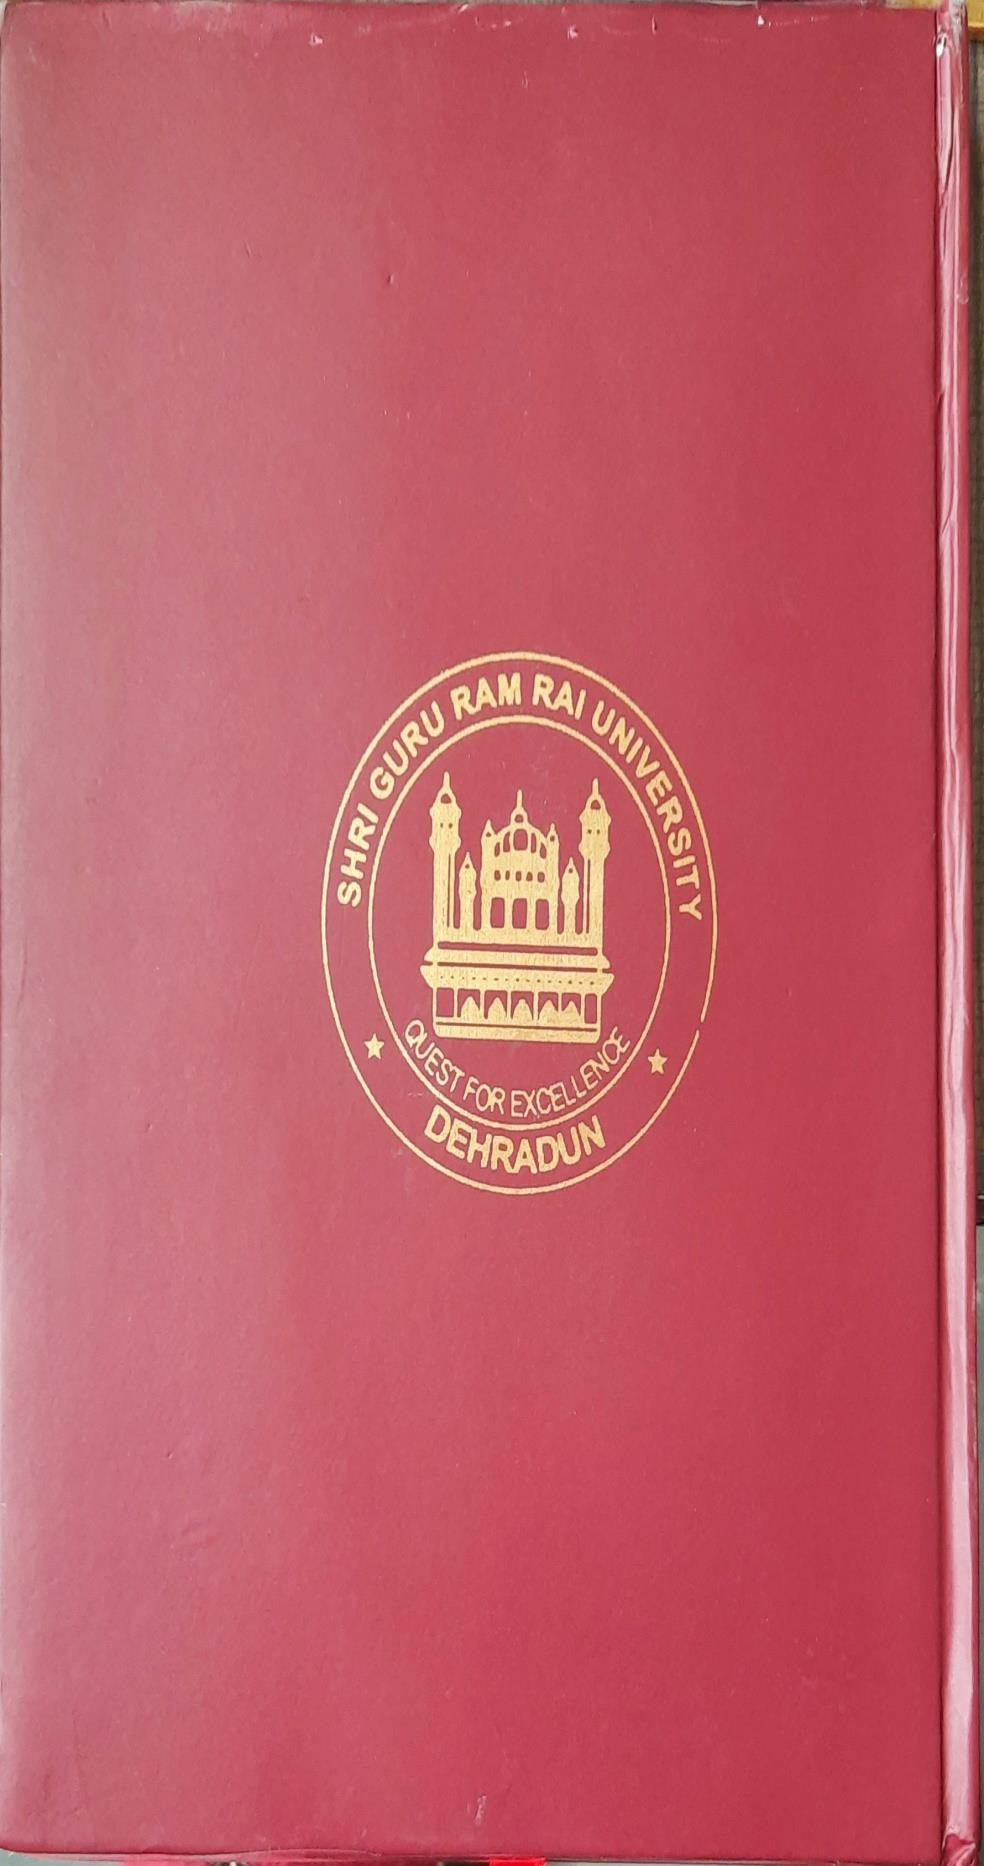 SHRI GURU RAM RAI UNIVERSITY
QUEST FOR EXCELLENCE
DEHRADUN